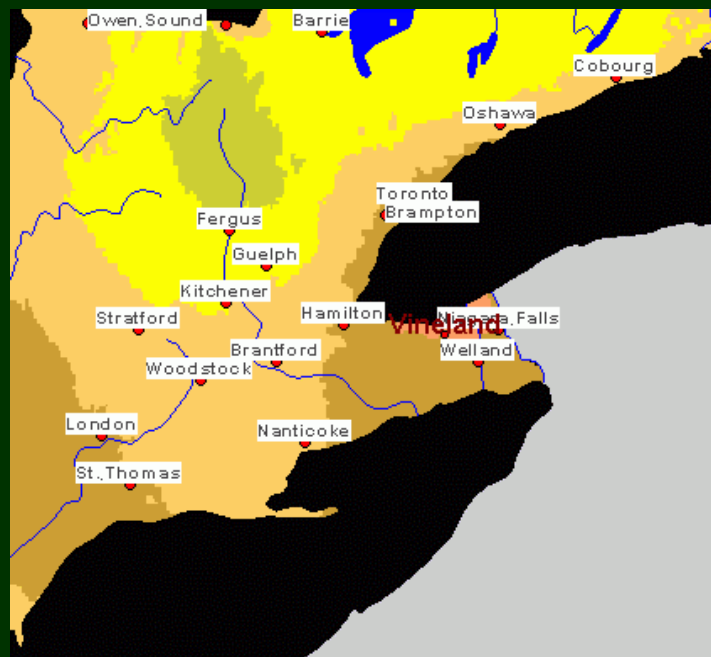 Owen.Sound
Barrie
Cobourg
Oshawa
Toronto
Brampton
Fergus
Guelph
Kitchener
Stratford
Hamilton
Vineland
Niagara.Falls
Brantford
Welland
Woodstock
London
Nanticoke
St..Thomas